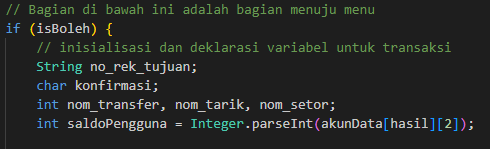 // Bagian di bawah ini adalah bagian menuju menu
if (isBoleh) {
// inisialisasi dan deklarasi variabel untuk transaksi
String no_rek_tujuan;
char konfirmasi;
int nom_transfer, nom_tarik, nom_setor;
int saldoPengguna = Integer.parseInt(akunData[hasil][2]);